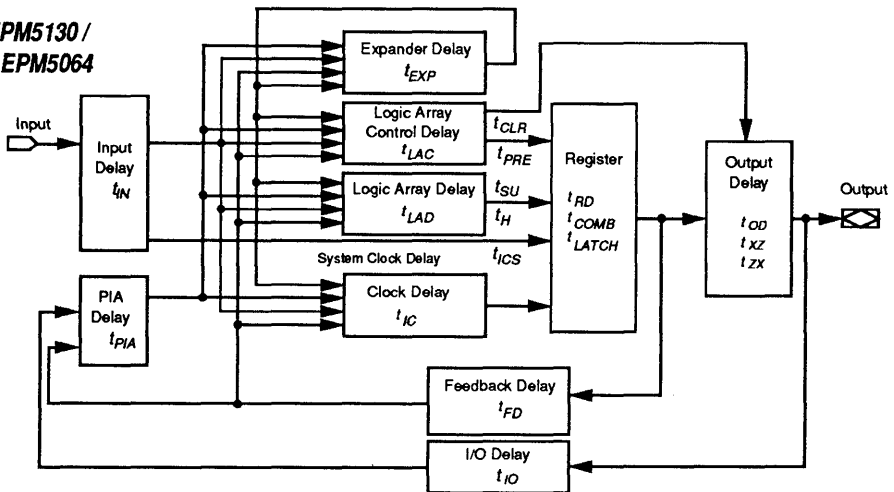 PM5130 /
EPM5064
Input
Input
Delay
tIN
PIA
Delay
tPIA
Expander Delay
tEXP
Logic Array
Control Delay
tLAC
Logic Array Delay
tLAD
System Clock Delay
Clock Delay
tIC
tCLR
tPRE
tSU
tH
tICS
Register
tRD
tCOMB
tLATCH
Output
Delay
tOD
tXZ
tZX
Output
Feedback Delay
tFD
I/O Delay
tIO